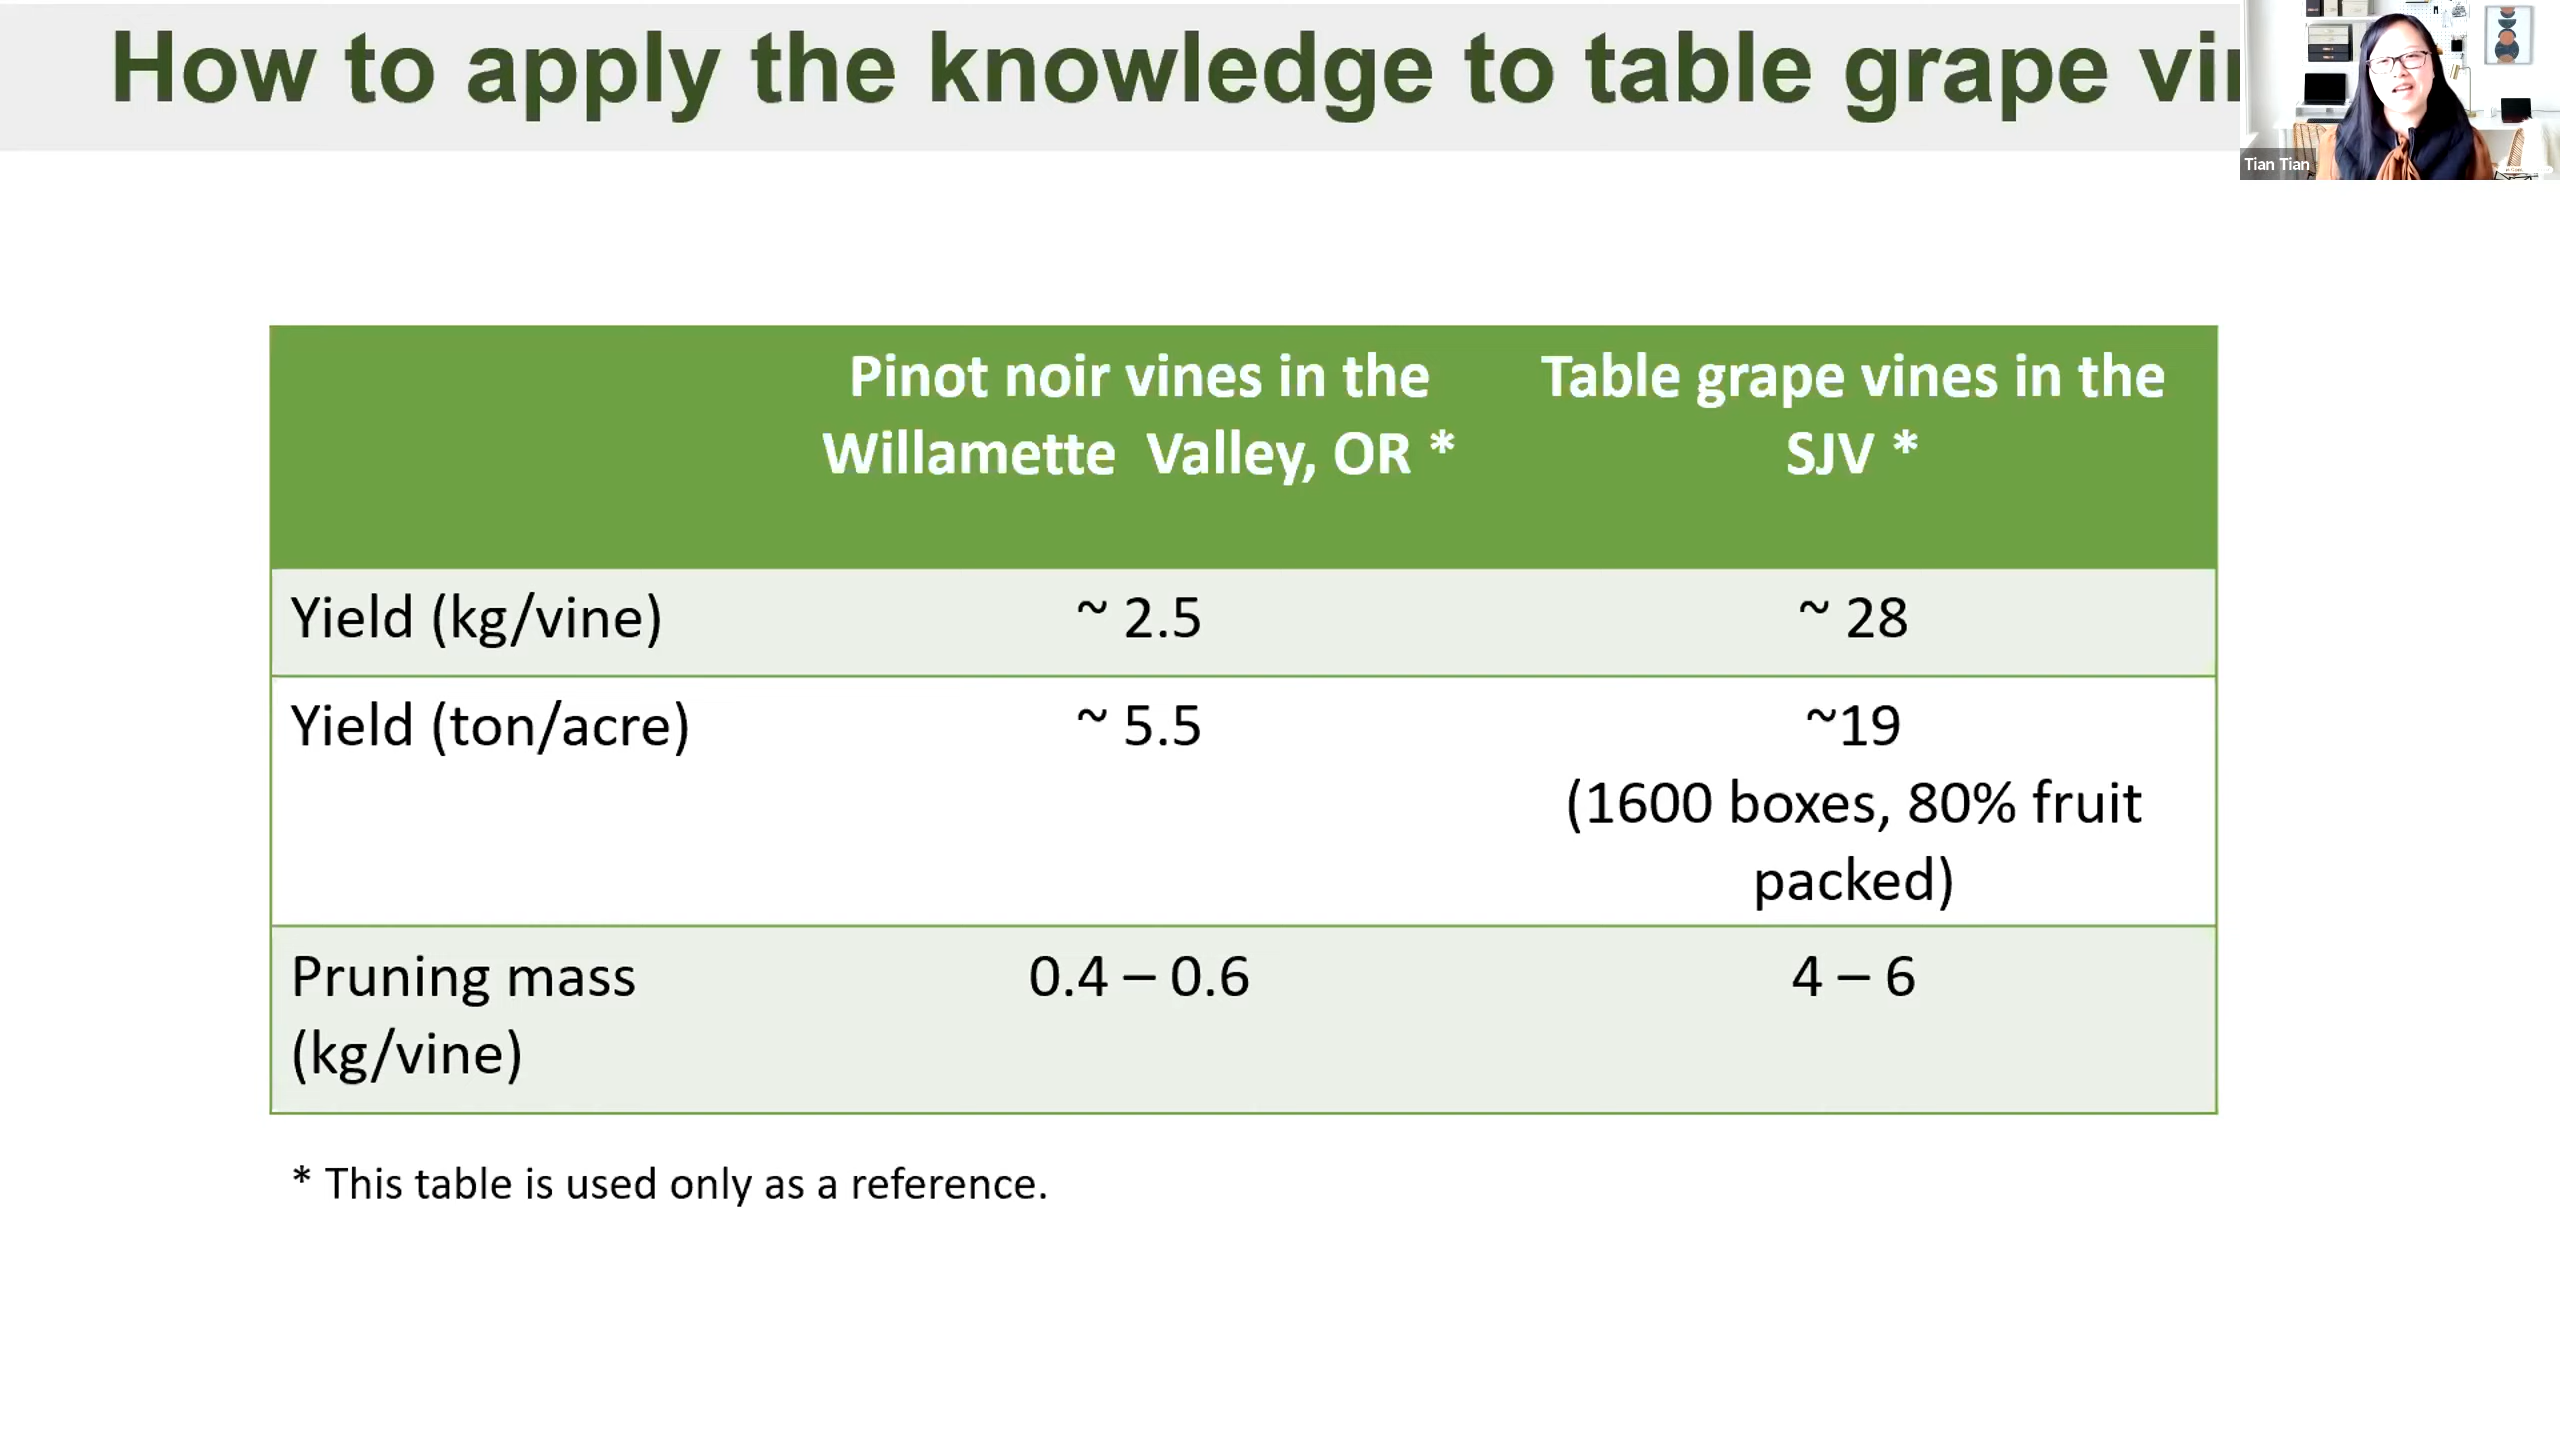 How to apply the knowledge to table grape
Tian Tian
Pinot noir vines in the
Willamette Valley, OR *
Table grape vines in the
SJV *
Yield (kg/vine)
~ 2.5
~ 28
Yield (ton/acre)
~ 5.5
~19
(1600 boxes, 80% fruit
packed)
Pruning mass
(kg/vine)
0.4 – 0.6
4 – 6
* This table is used only as a reference.